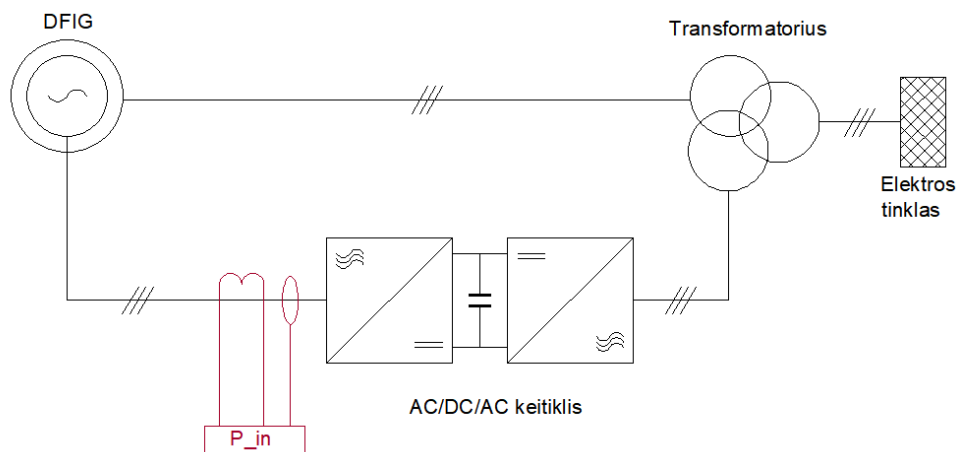 DFIG
Transformatorius
Elektros
tinklas
AC/DC/AC keitiklis
P_in